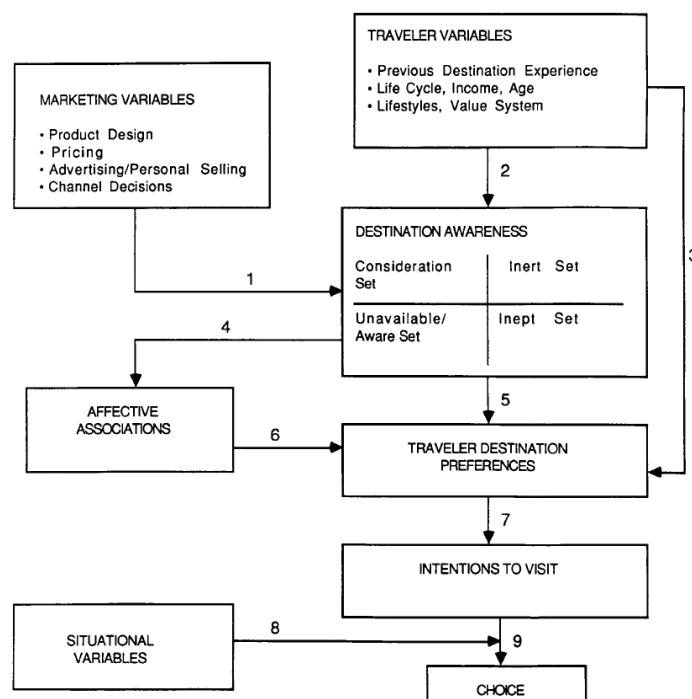 TRAVELER VARIABLES
• Previous Destination Experience
• Life Cycle, Income, Age
• Lifestyles, Value System
MARKETING VARIABLES
• Product Design
• Pricing
• Advertising/Personal Selling
• Channel Decisions
2
3
1
DESTINATION AWARENESS
Consideration
Set
Inert Set
Unavailable/
Aware Set
Inept Set
4
5
AFFECTIVE
ASSOCIATIONS
6
TRAVELER DESTINATION
PREFERENCES
7
INTENTIONS TO VISIT
SITUATIONAL
VARIABLES
8
9
CHOICE